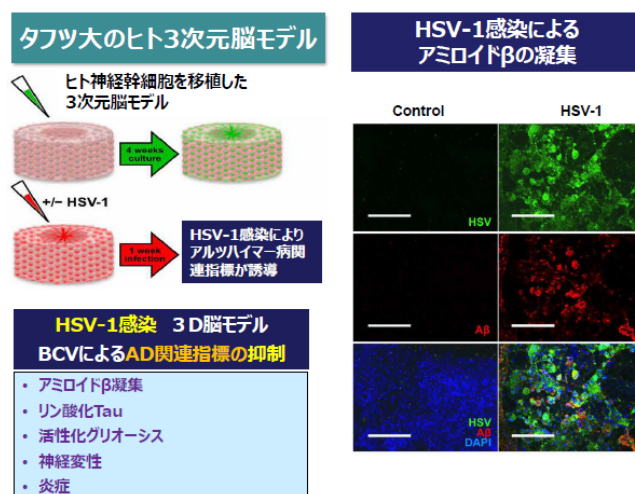 タフツ大のヒト3次元脳モデル
ヒト神経幹細胞を移植した
3次元脳モデル
4 weeks
culture
+/− HSV-1
1 week
infection
HSV-1感染により
アルツハイマー病関
連指標が誘導
HSV-1感染 3D脳モデル
BCVによるAD関連指標の抑制
• アミロイドβ凝集
• リン酸化Tau
• 活性化グリオーシス
• 神経変性
• 炎症
HSV-1感染による
アミロイドβの凝集
Control HSV-1
HSV
Aβ
HSV
Aβ
DAPI